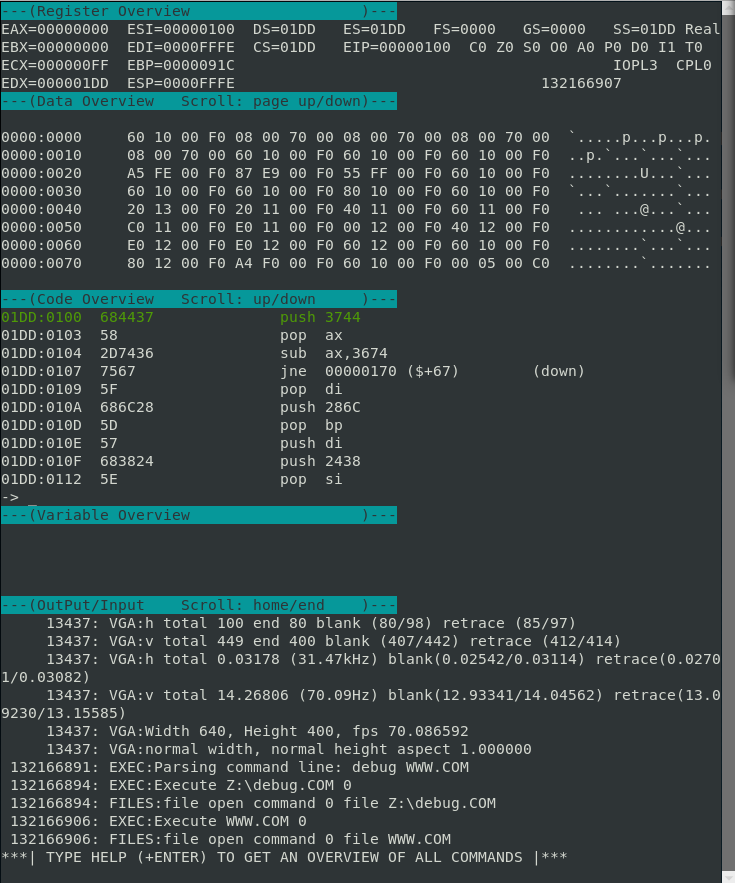 ---(Register Overview                   )---
EAX=00000000  ESI=00000100  DS=01DD   ES=01DD   FS=0000   GS=0000   SS=01DD Real
EBX=00000000  EDI=0000FFFE  CS=01DD   EIP=00000100  C0 Z0 S0 O0 A0 P0 D0 I1 T0
ECX=000000FF  EBP=0000091C                                          IOPL3  CPL0
EDX=000001DD  ESP=0000FFFE                                  132166907
---(Data Overview   Scroll: page up/down)---
0000:0000     60 10 00 F0 08 00 70 00 08 00 70 00 08 00 70 00  `.....p...p...p.
0000:0010     08 00 70 00 60 10 00 F0 60 10 00 F0 60 10 00 F0  ..p.`...`...`...
0000:0020     A5 FE 00 F0 87 E9 00 F0 55 FF 00 F0 60 10 00 F0  ........U...`...
0000:0030     60 10 00 F0 60 10 00 F0 80 10 00 F0 60 10 00 F0  `...`.......`...
0000:0040     20 13 00 F0 20 11 00 F0 40 11 00 F0 60 11 00 F0   ... ...@...`...
0000:0050     C0 11 00 F0 E0 11 00 F0 00 12 00 F0 40 12 00 F0  ............@...
0000:0060     E0 12 00 F0 E0 12 00 F0 60 12 00 F0 60 10 00 F0  ........`...`...
0000:0070     80 12 00 F0 A4 F0 00 F0 60 10 00 F0 00 05 00 C0  ........`.......
---(Code Overview   Scroll: up/down     )---
01DD:0100  684437              push 3744
01DD:0103  58                  pop  ax
01DD:0104  2D7436              sub  ax,3674
01DD:0107  7567                jne  00000170 ($+67)        (down)
01DD:0109  5F                  pop  di
01DD:010A  686C28              push 286C
01DD:010D  5D                  pop  bp
01DD:010E  57                  push di
01DD:010F  683824              push 2438
01DD:0112  5E                  pop  si
-> _
---(Variable Overview                   )---
---(OutPut/Input    Scroll: home/end    )---
     13437: VGA:h total 100 end 80 blank (80/98) retrace (85/97)
     13437: VGA:v total 449 end 400 blank (407/442) retrace (412/414)
     13437: VGA:h total 0.03178 (31.47kHz) blank(0.02542/0.03114) retrace(0.0270
1/0.03082)
     13437: VGA:v total 14.26806 (70.09Hz) blank(12.93341/14.04562) retrace(13.0
9230/13.15585)
     13437: VGA:Width 640, Height 400, fps 70.086592
     13437: VGA:normal width, normal height aspect 1.000000
 132166891: EXEC:Parsing command line: debug WWW.COM
 132166894: EXEC:Execute Z:\debug.COM 0
 132166894: FILES:file open command 0 file Z:\debug.COM
 132166906: EXEC:Execute WWW.COM 0
 132166906: FILES:file open command 0 file WWW.COM
***| TYPE HELP (+ENTER) TO GET AN OVERVIEW OF ALL COMMANDS |***